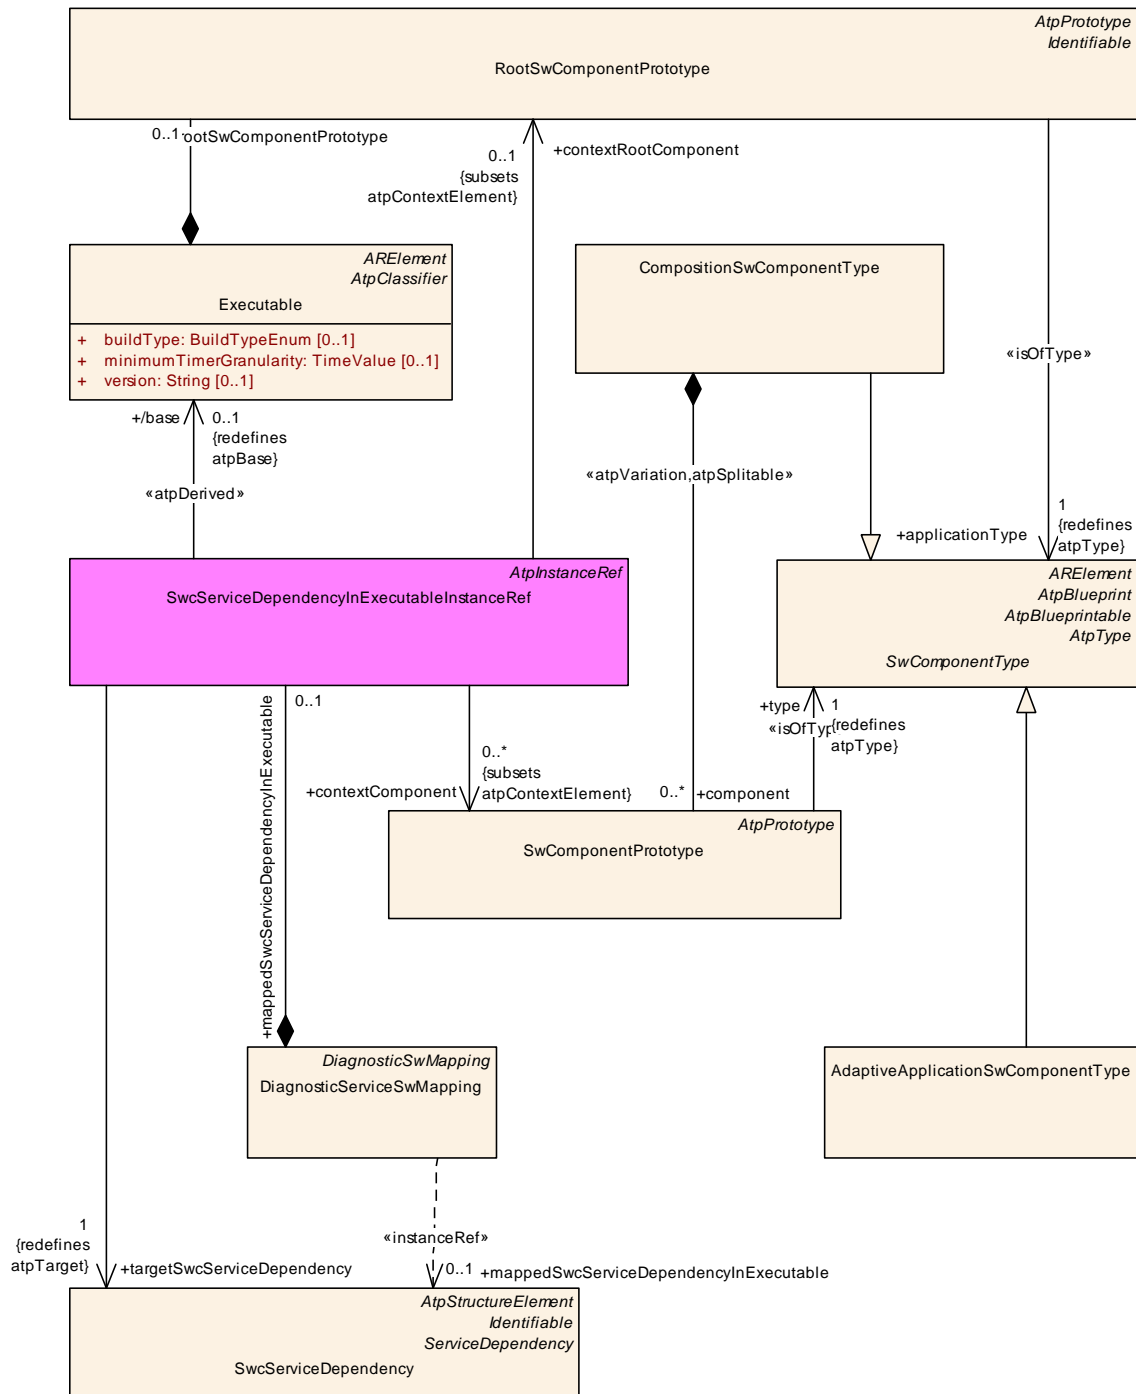 AtpPrototype
Identifiable
RootSwComponentPrototype
0..1
ootSwComponentPrototype
0..1
{subsets
atpContextElement}
+contextRootComponent
ARElement
AtpClassifier
Executable
+ buildType: BuildTypeEnum [0..1]
+ minimumTimerGranularity: TimeValue [0..1]
+ version: String [0..1]
CompositionSwComponentType
«isOfType»
+/base
0..1
{redefines
atpBase}
«atpDerived»
«atpVariation,atpSplitable»
+applicationType
1
{redefines
atpType}
AtpInstanceRef
SwcServiceDependencyInExecutableInstanceRef
ARElement
AtpBlueprint
AtpBlueprintable
AtpType
SwComponentType
+mappedSwcServiceDependencyInExecutable
0..1
+contextComponent
0..*
{subsets
atpContextElement}
0..*
+component
+type
«isOfTyp
1
{redefines
atpType}
AtpPrototype
SwComponentPrototype
DiagnosticSwMapping
DiagnosticServiceSwMapping
AdaptiveApplicationSwComponentType
1
{redefines
atpTarget}
+targetSwcServiceDependency
«instanceRef»
0..1
+mappedSwcServiceDependencyInExecutable
AtpStructureElement
Identifiable
ServiceDependency
SwcServiceDependency